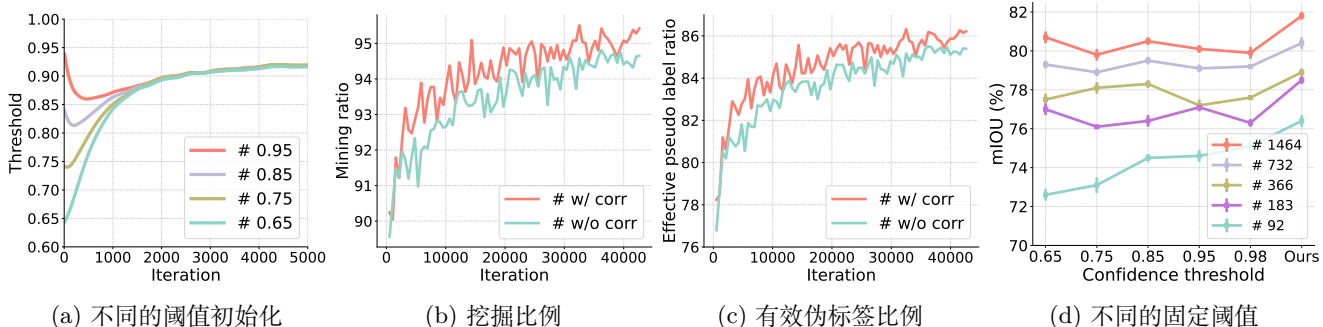 1.00
0.95
0.90
0.85
0.80
0.75
0.70
0.65
0.60
Threshold
# 0.95
# 0.85
# 0.75
# 0.65
0 1000 2000 3000 4000 5000
Iteration
(a) 不同的阈值初始化
95
94
93
92
91
90
Mining ratio
# w/ corr
# w/o corr
0 10000 20000 30000 40000
Iteration
(b) 挖掘比例
86
84
82
80
78
76
Effective pseudo label ratio
# w/ corr
# w/o corr
0 10000 20000 30000 40000
Iteration
(c) 有效伪标签比例
82
80
78
76
74
72
70
mIOU (%)
# 1464
# 732
# 366
# 183
# 92
0.65 0.75 0.85 0.95 0.98 Ours
Confidence threshold
(d) 不同的固定阈值